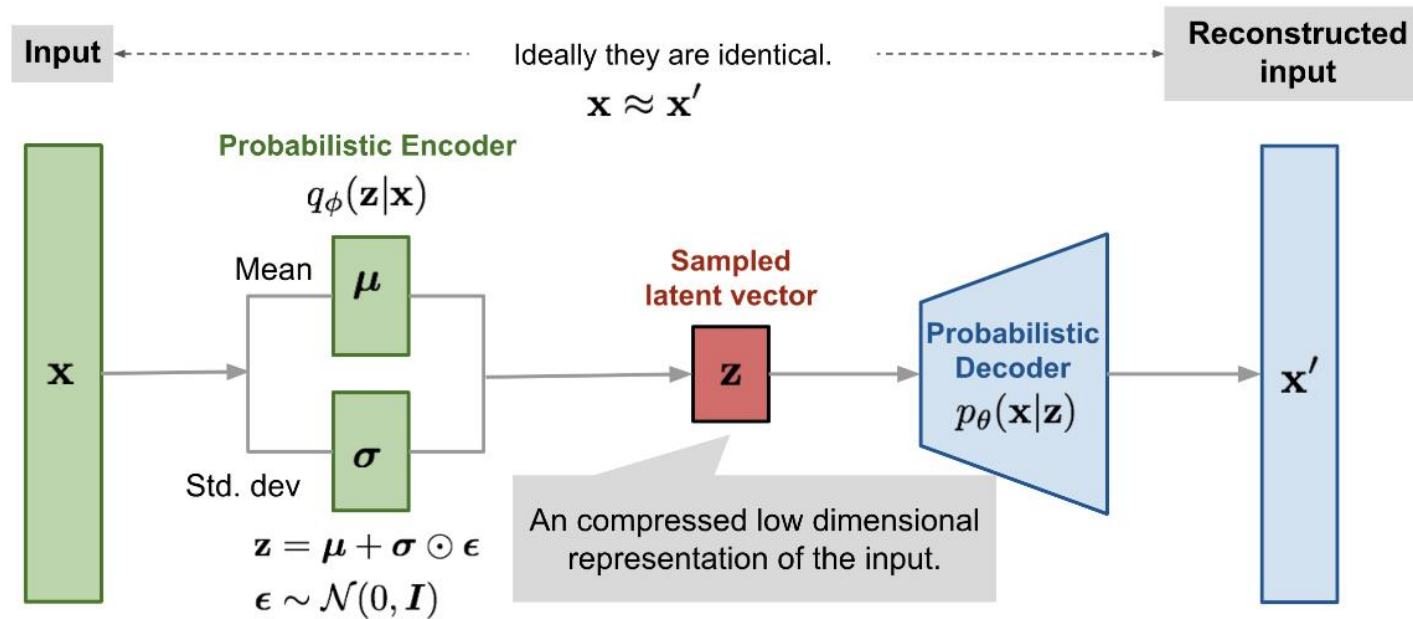 Input
Ideally they are identical.
x ≈ x′
Reconstructed
input
Probabilistic Encoder
qϕ(z|x)
Mean
μ
Sampled
latent vector
x
z
Probabilistic
Decoder
pθ(x|z)
x′
σ
Std. dev
z = μ + σ ⊙ ϵ
ϵ ∼ 𝒩(0, I)
An compressed low dimensional
representation of the input.